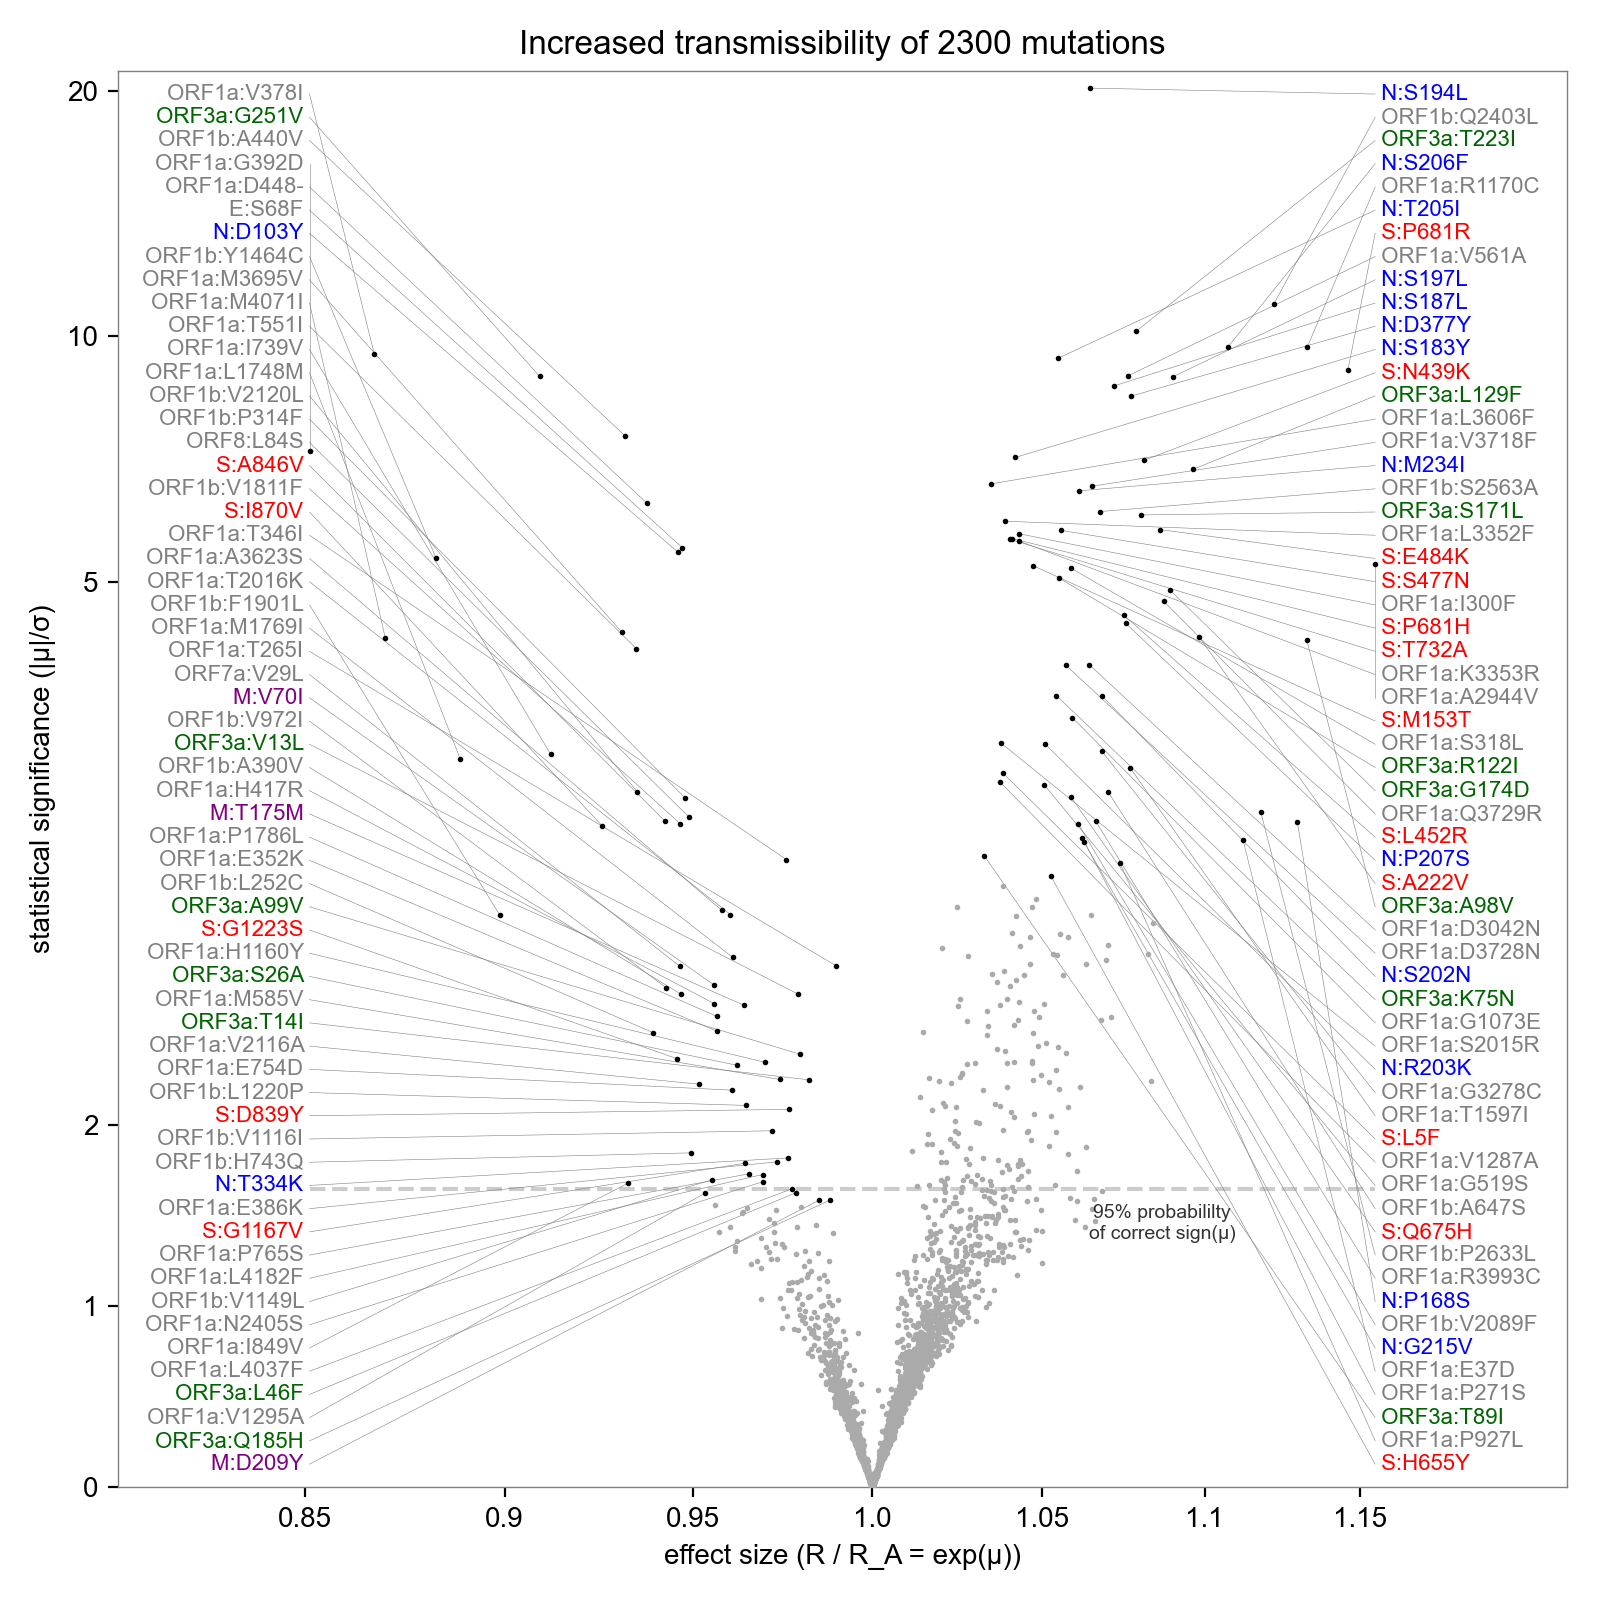 Increased transmissibility of 2300 mutations
statistical significance (|μ|/σ)
20
10
5
2
1
0
ORF1a:V378I
ORF3a:G251V
ORF1b:A440V
ORF1a:G392D
ORF1a:D448-
E:S68F
N:D103Y
ORF1b:Y1464C
ORF1a:M3695V
ORF1a:M4071I
ORF1a:T551I
ORF1a:I739V
ORF1a:L1748M
ORF1b:V2120L
ORF1b:P314F
ORF8:L84S
S:A846V
ORF1b:V1811F
S:I870V
ORF1a:T346I
ORF1a:A3623S
ORF1a:T2016K
ORF1b:F1901L
ORF1a:M1769I
ORF1a:T265I
ORF7a:V29L
M:V70I
ORF1b:V972I
ORF3a:V13L
ORF1b:A390V
ORF1a:H417R
M:T175M
ORF1a:P1786L
ORF1a:E352K
ORF1b:L252C
ORF3a:A99V
S:G1223S
ORF1a:H1160Y
ORF3a:S26A
ORF1a:M585V
ORF3a:T14I
ORF1a:V2116A
ORF1a:E754D
ORF1b:L1220P
S:D839Y
ORF1b:V1116I
ORF1b:H743Q
N:T334K
ORF1a:E386K
S:G1167V
ORF1a:P765S
ORF1a:L4182F
ORF1b:V1149L
ORF1a:N2405S
ORF1a:I849V
ORF1a:L4037F
ORF3a:L46F
ORF1a:V1295A
ORF3a:Q185H
M:D209Y
N:S194L
ORF1b:Q2403L
ORF3a:T223I
N:S206F
ORF1a:R1170C
N:T205I
S:P681R
ORF1a:V561A
N:S197L
N:S187L
N:D377Y
N:S183Y
S:N439K
ORF3a:L129F
ORF1a:L3606F
ORF1a:V3718F
N:M234I
ORF1b:S2563A
ORF3a:S171L
ORF1a:L3352F
S:E484K
S:S477N
ORF1a:I300F
S:P681H
S:T732A
ORF1a:K3353R
ORF1a:A2944V
S:M153T
ORF1a:S318L
ORF3a:R122I
ORF3a:G174D
ORF1a:Q3729R
S:L452R
N:P207S
S:A222V
ORF3a:A98V
ORF1a:D3042N
ORF1a:D3728N
N:S202N
ORF3a:K75N
ORF1a:G1073E
ORF1a:S2015R
N:R203K
ORF1a:G3278C
ORF1a:T1597I
S:L5F
ORF1a:V1287A
ORF1a:G519S
ORF1b:A647S
S:Q675H
ORF1b:P2633L
ORF1a:R3993C
N:P168S
ORF1b:V2089F
N:G215V
ORF1a:E37D
ORF1a:P271S
ORF3a:T89I
ORF1a:P927L
S:H655Y
95% probabililty
of correct sign(μ)
0.85
0.9
0.95
1.0
1.05
1.1
1.15
effect size (R / R_A = exp(μ))